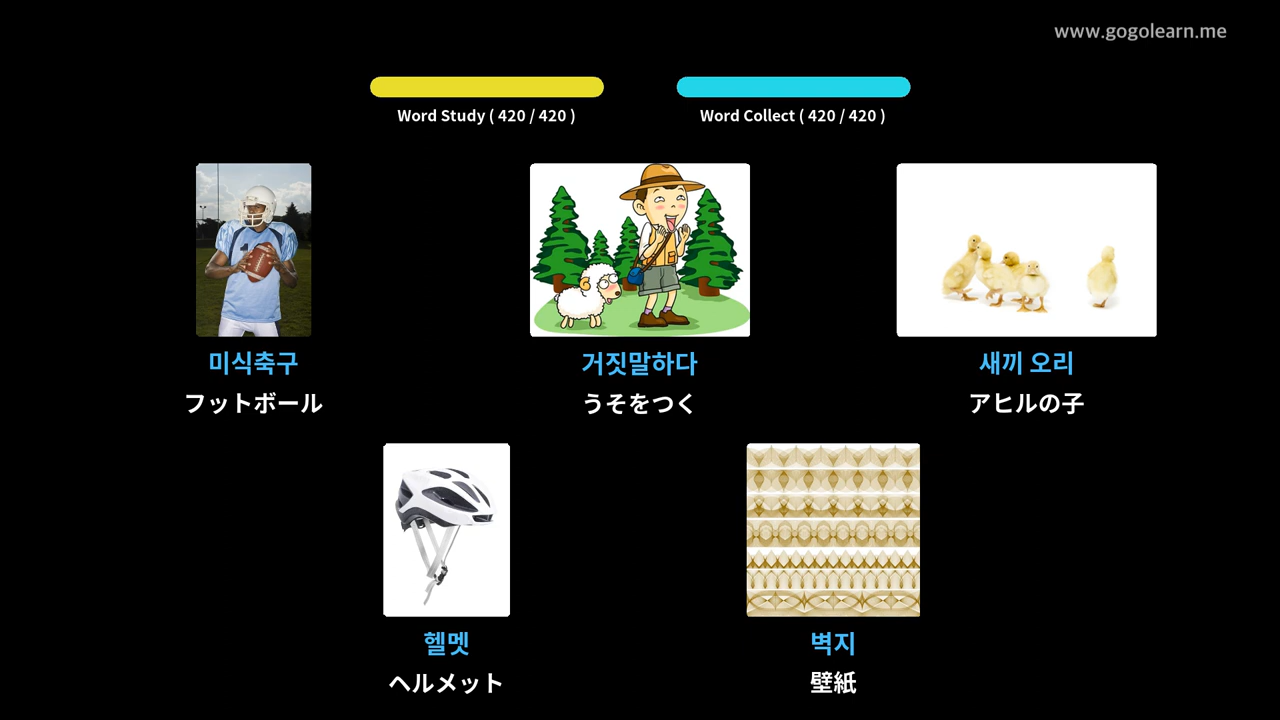 www.gogolearn.me
Word Study ( 420 / 420 )
Word Collect ( 420 / 420 )
미식축구
フットボール
거짓말하다
うそをつく
새끼 오리
アヒルの子
헬멧
ヘルメット
벽지
壁紙